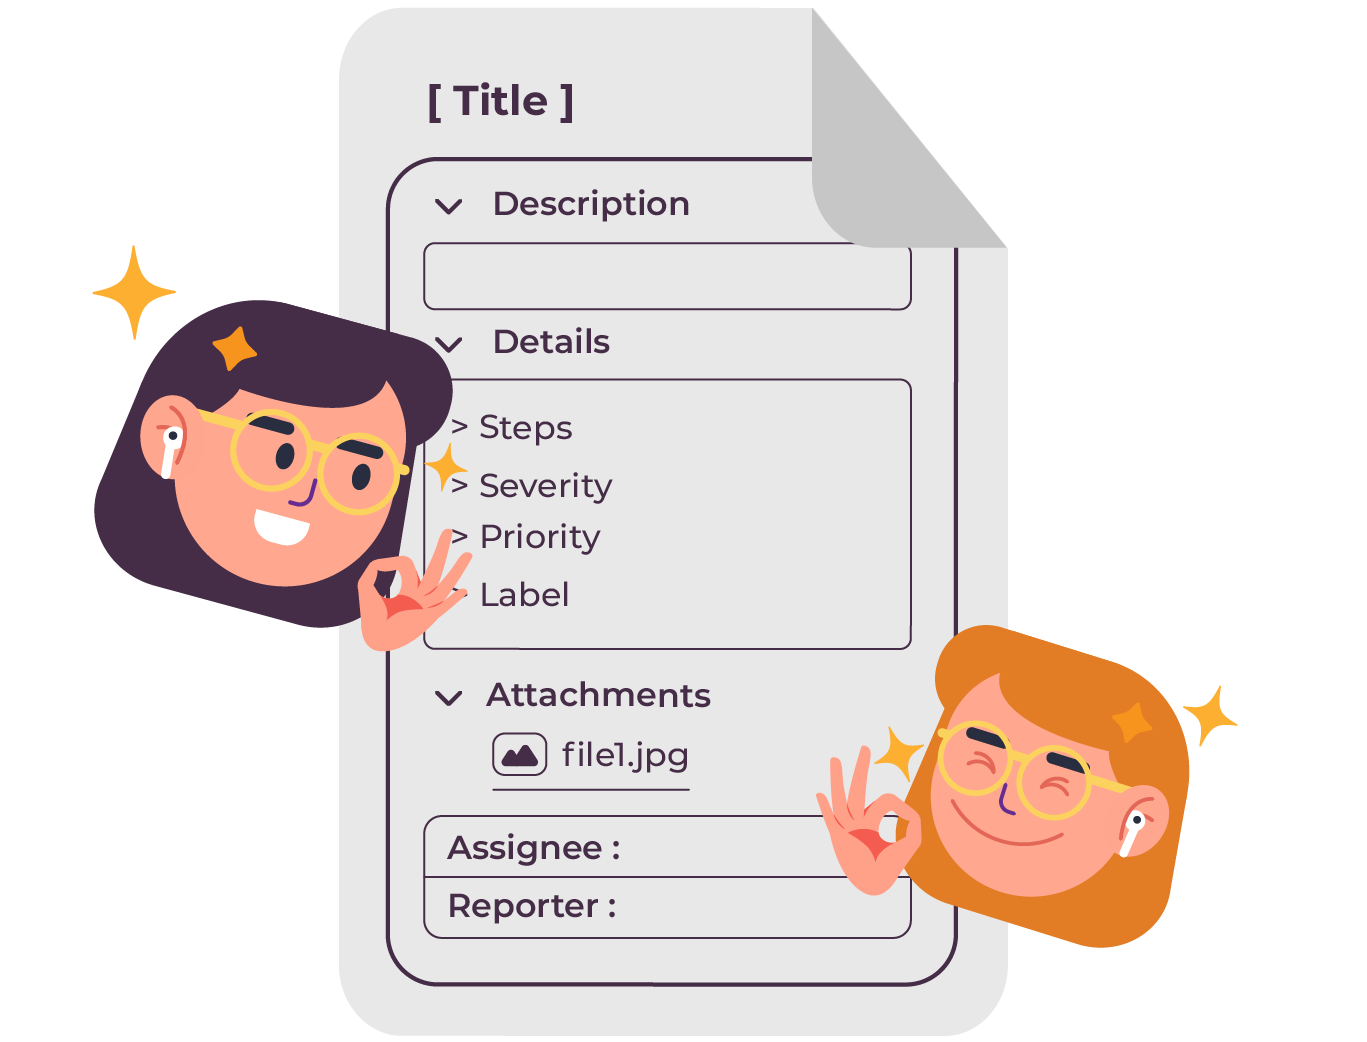 [ Title ]
Description
Details
> Steps
> Severity
> Priority
> Label
Attachments
file1.jpg
Assignee :
Reporter :